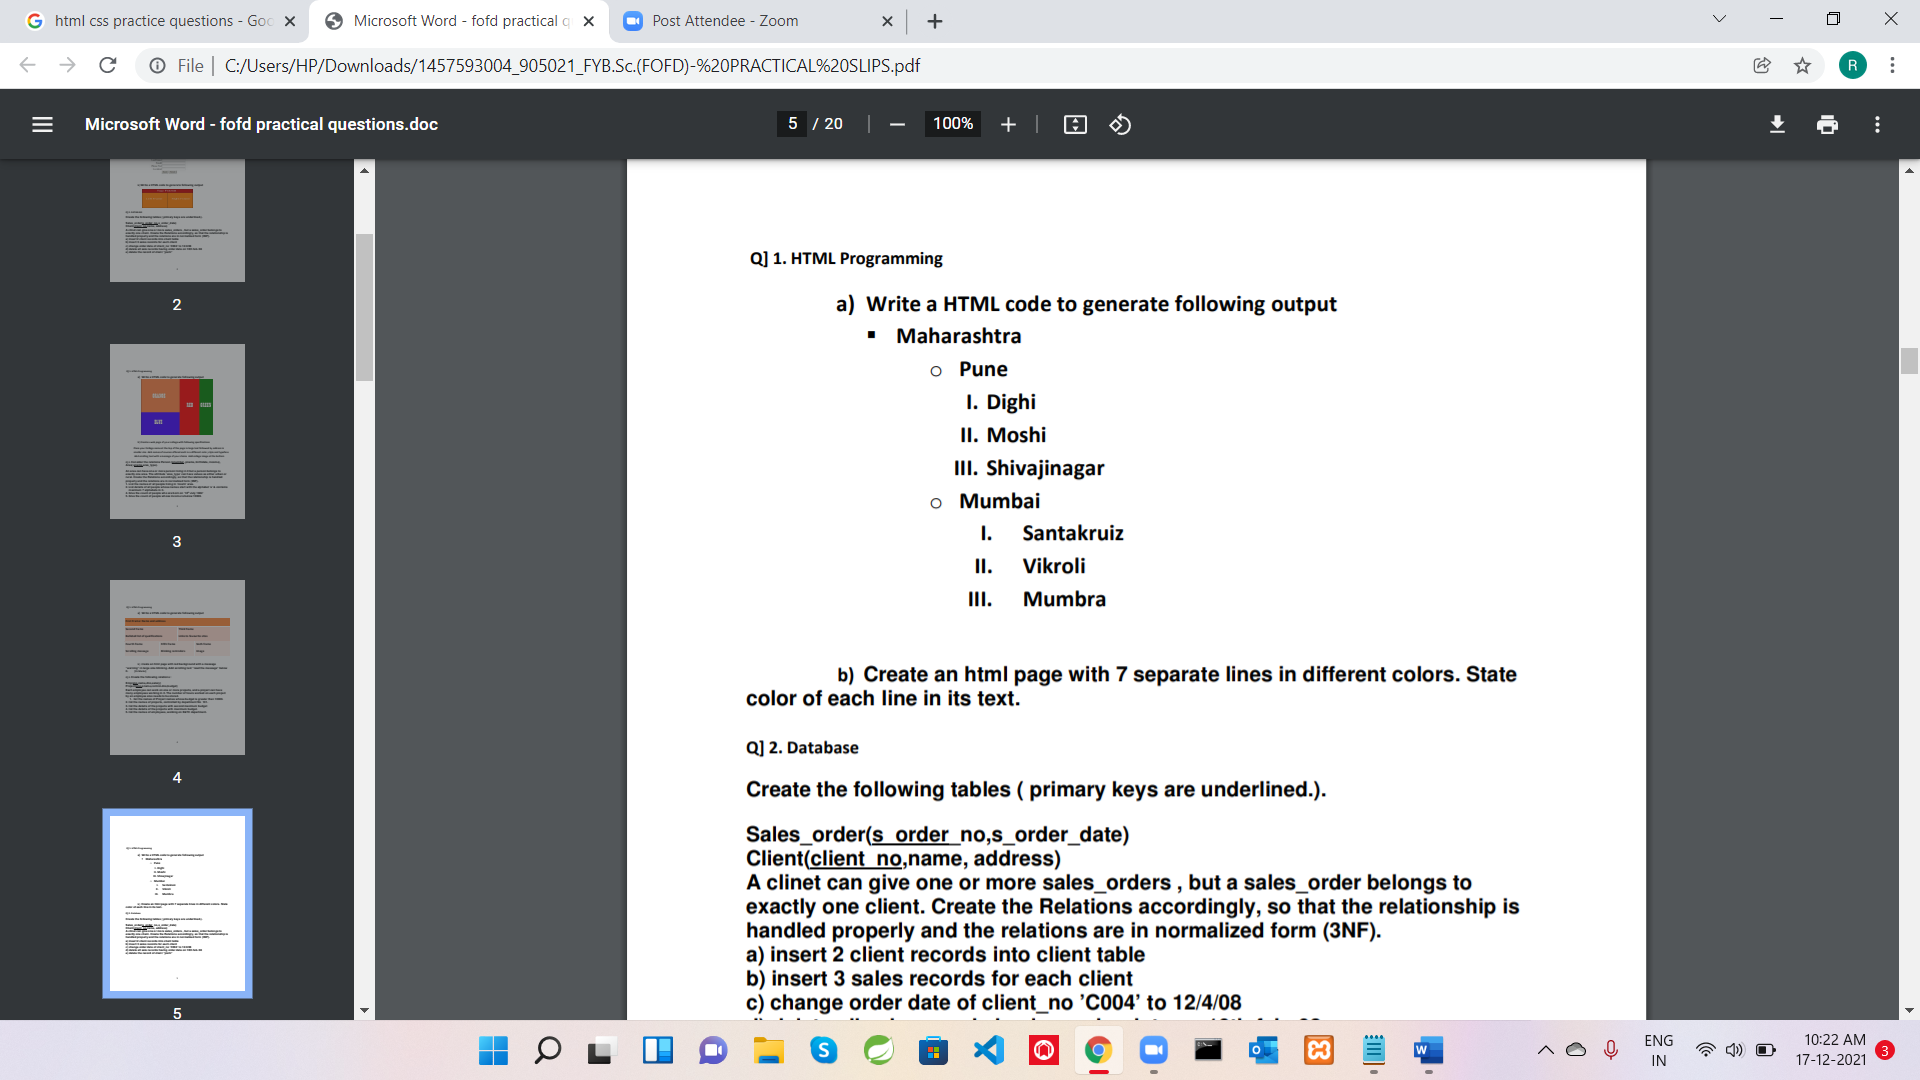 html css practice questions - Goo
Microsoft Word - fofd practical q
Post Attendee - Zoom
File
C:/Users/HP/Downloads/1457593004_905021_FYB.Sc.(FOFD)-%20PRACTICAL%20SLIPS.pdf
R
Microsoft Word - fofd practical questions.doc
5 / 20
100%
2
3
4
5
Q] 1. HTML Programming
a) Write a HTML code to generate following output
▪ Maharashtra
o Pune
I. Dighi
II. Moshi
III. Shivajinagar
o Mumbai
I. Santakruiz
II. Vikroli
III. Mumbra
b) Create an html page with 7 separate lines in different colors. State
color of each line in its text.
Q] 2. Database
Create the following tables ( primary keys are underlined.).
Sales_order(s_order_no,s_order_date)
Client(client_no,name, address)
A clinet can give one or more sales_orders , but a sales_order belongs to
exactly one client. Create the Relations accordingly, so that the relationship is
handled properly and the relations are in normalized form (3NF).
a) insert 2 client records into client table
b) insert 3 sales records for each client
c) change order date of client_no ’C004’ to 12/4/08
ENG
IN
10:22 AM
17-12-2021
3